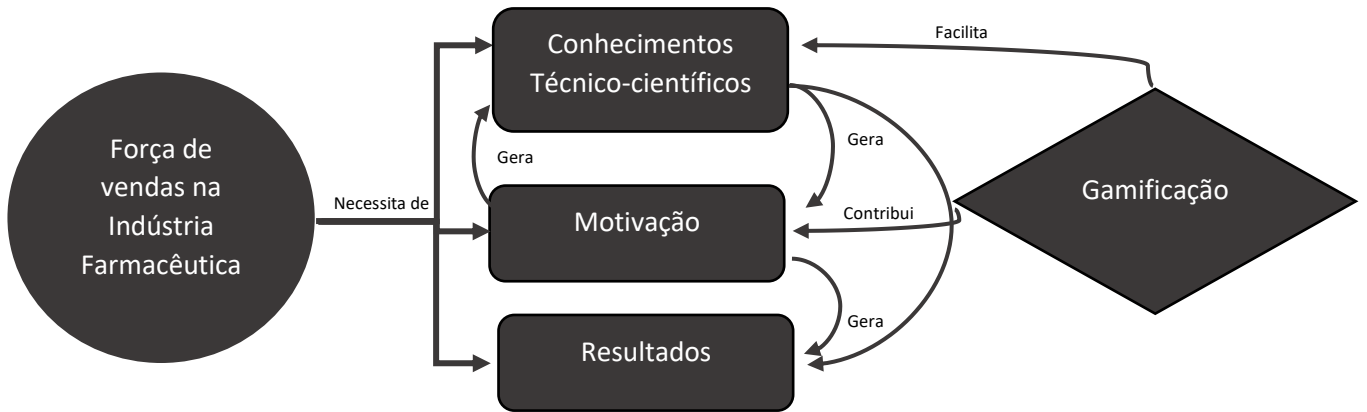 Força de
vendas na
Indústria
Farmacêutica
Necessita de
Conhecimentos
Técnico-científicos
Gera
Gera
Motivação
Gera
Resultados
Facilita
Contribui
Gamificação